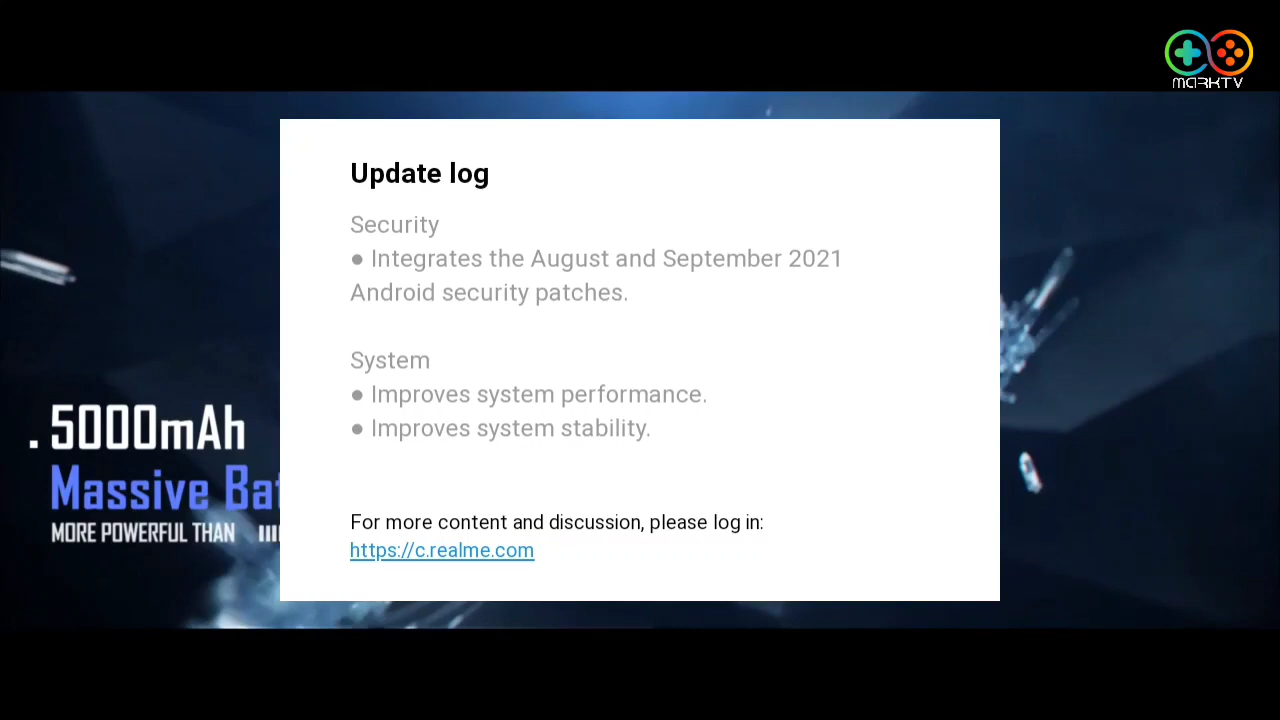 MARKTV
Update log
Security
● Integrates the August and September 2021
Android security patches.
System
● Improves system performance.
● Improves system stability.
. 5000mAh
Massive
MORE POWERFUL THAN
For more content and discussion, please log in:
https://c.realme.com